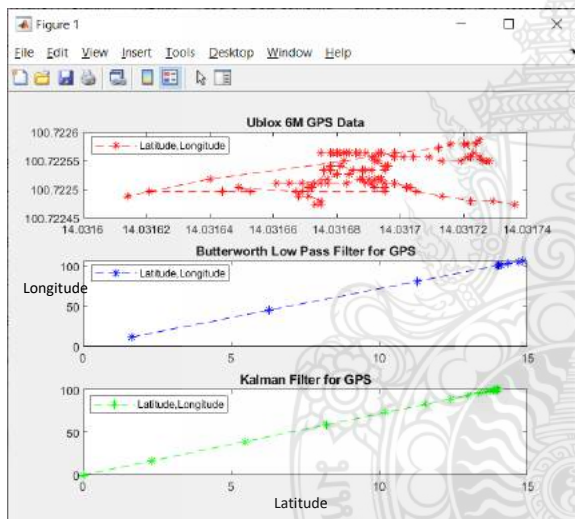 Figure 1
File Edit View Insert Tools Desktop Window Help
Ublox 6M GPS Data
100.7226
100.72255
100.7225
100.72245
Latitude,Longitude
14.0316 14.03162 14.03164 14.03166 14.03168 14.0317 14.03172 14.03174
Butterworth Low Pass Filter for GPS
100
50
0
Latitude,Longitude
Longitude
0 5 10 15
Kalman Filter for GPS
100
50
0
Latitude,Longitude
0 5 10 15
Latitude